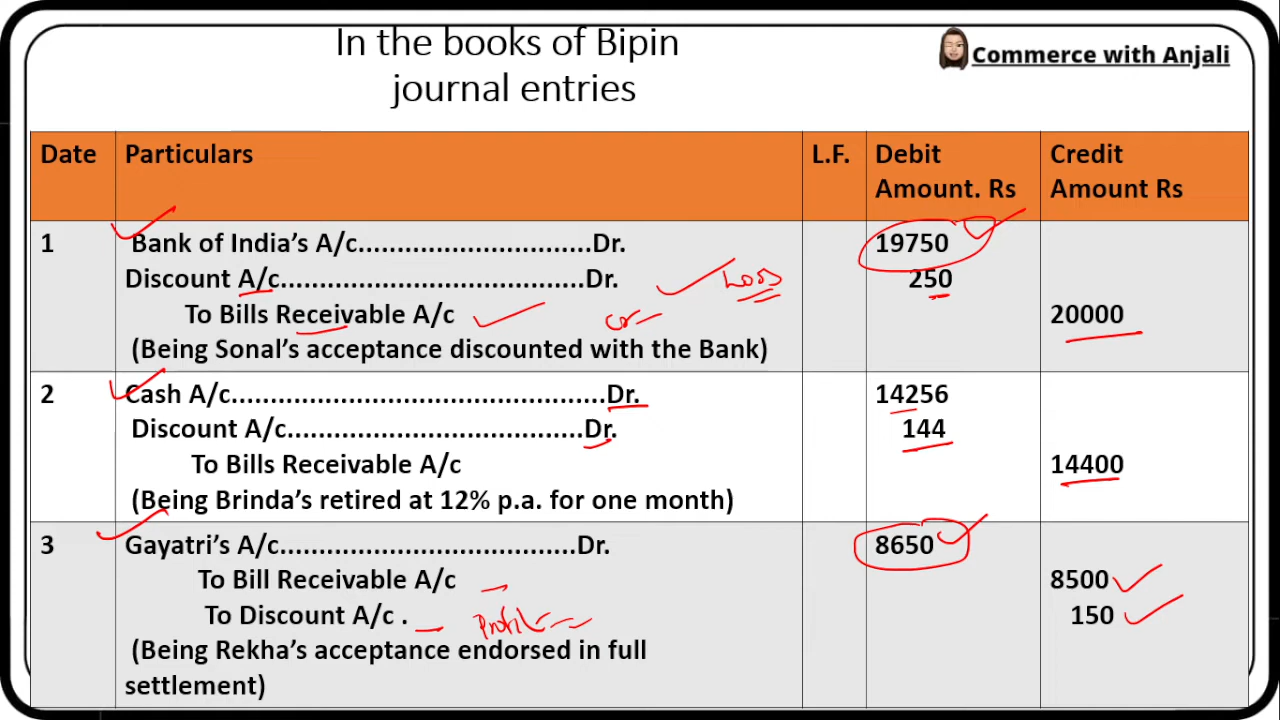 In the books of Bipin
journal entries
Commerce with Anjali
Date Particulars L.F. Debit Amount. Rs Credit Amount Rs
1 Bank of India’s A/c..............................Dr. 19750
Discount A/c.......................................Dr. 250
Loss
To Bills Receivable A/c 20000
or
(Being Sonal’s acceptance discounted with the Bank)
2 Cash A/c................................................Dr. 14256
Discount A/c......................................Dr. 144
To Bills Receivable A/c 14400
(Being Brinda’s retired at 12% p.a. for one month)
3 Gayatri’s A/c...................................Dr. 8650
To Bill Receivable A/c 8500
To Discount A/c . 150
Profit
(Being Rekha’s acceptance endorsed in full
settlement)